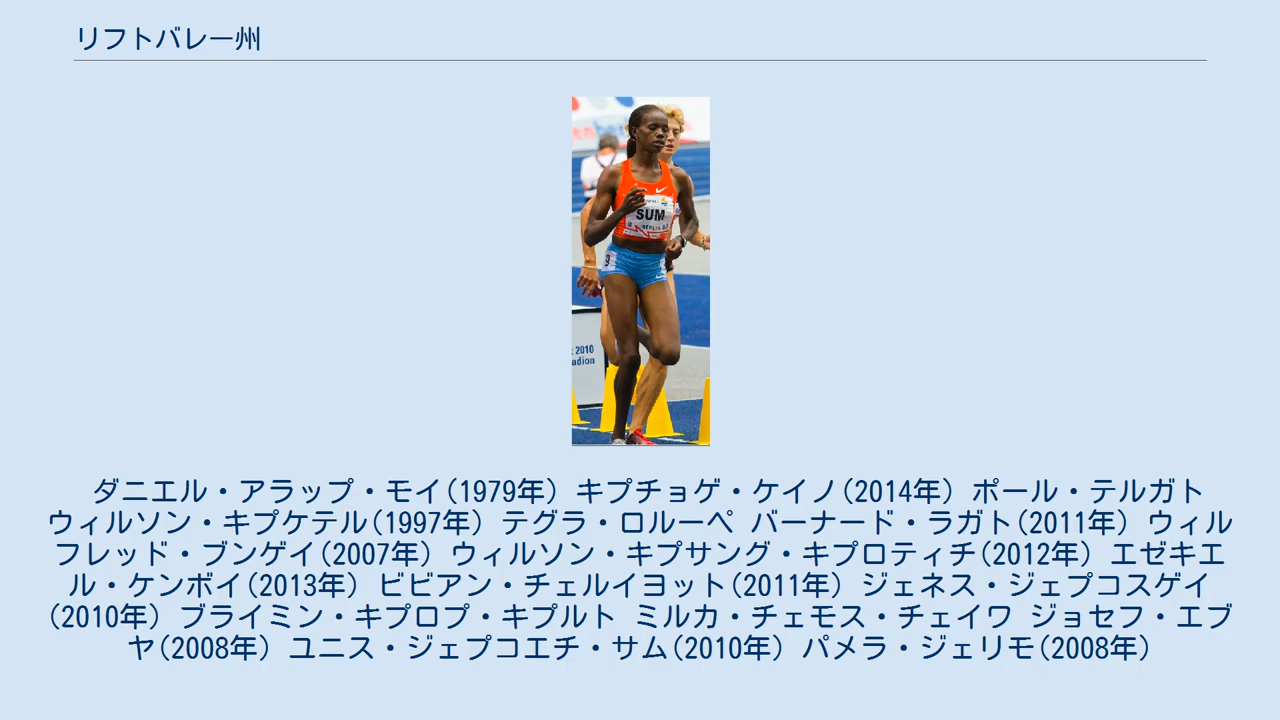 リフトバレー州
SUM
BERLIN
2010
adion
ダニエル・アラップ・モイ(1979年) キプチョゲ・ケイノ(2014年) ポール・テルガト
ウィルソン・キプケテル(1997年) テグラ・ロルーペ バーナード・ラガト(2011年) ウィル
フレッド・ブンゲイ(2007年) ウィルソン・キプサング・キプロティチ(2012年) エゼキエ
ル・ケンボイ(2013年) ビビアン・チェルイヨット(2011年) ジェネス・ジェプコスゲイ
(2010年) ブライミン・キプロプ・キプルト ミルカ・チェモス・チェイワ ジョセフ・エブ
ヤ(2008年) ユニス・ジェプコエチ・サム(2010年) パメラ・ジェリモ(2008年)